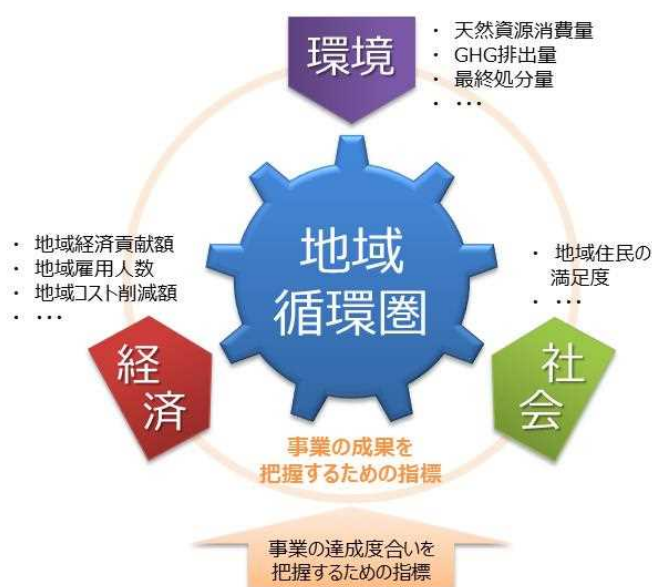 環境
・ 天然資源消費量
・ GHG排出量
・ 最終処分量
・ …
地域
循環圏
・ 地域経済貢献額
・ 地域雇用人数
・ 地域コスト削減額
・ …
・ 地域住民の
満足度
・ …
経
済
社
会
事業の成果を
把握するための指標
事業の達成度合いを
把握するための指標